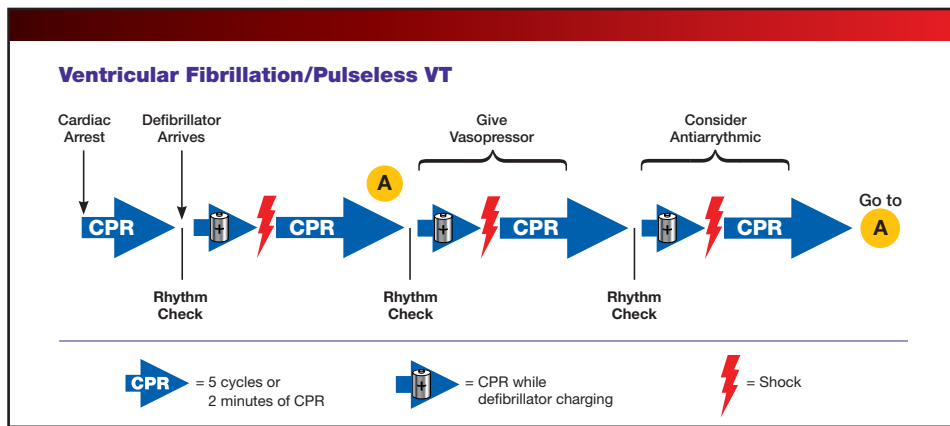 Ventricular Fibrillation/Pulseless VT
Cardiac
Arrest
Defibrillator
Arrives
Give
Vasopressor
Consider
Antiarrythmic
A
Go to
A
CPR
CPR
CPR
CPR
Rhythm
Check
Rhythm
Check
Rhythm
Check
CPR
= 5 cycles or
2 minutes of CPR
= CPR while
defibrillator charging
= Shock